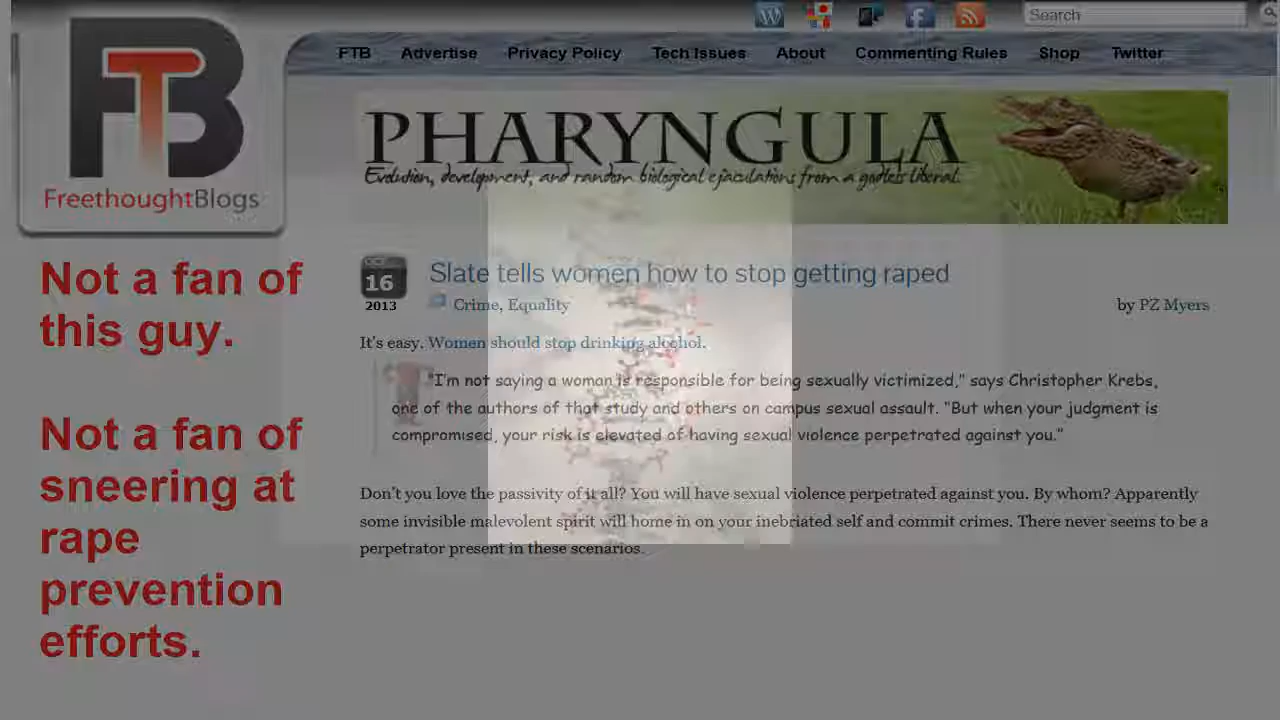 Search
FTB Advertise Privacy Policy Tech Issues About Commenting Rules Shop Twitter
FTB
FreethoughtBlogs
PHARYNGULA
Evolution, development, and random biological ejaculations from a godless liberal.
Not a fan of
this guy.
Not a fan of
sneering at
rape
prevention
efforts.
OCT
16
2013
Slate tells women how to stop getting raped
Crime, Equality
by PZ Myers
It's easy. Women should stop drinking alcohol.
"I'm not saying a woman is responsible for being sexually victimized," says Christopher Krebs,
one of the authors of that study and others on campus sexual assault. "But when your judgment is
compromised, your risk is elevated of having sexual violence perpetrated against you."
Don't you love the passivity of it all? You will have sexual violence perpetrated against you. By whom? Apparently
some invisible malevolent spirit will home in on your inebriated self and commit crimes. There never seems to be a
perpetrator present in these scenarios.